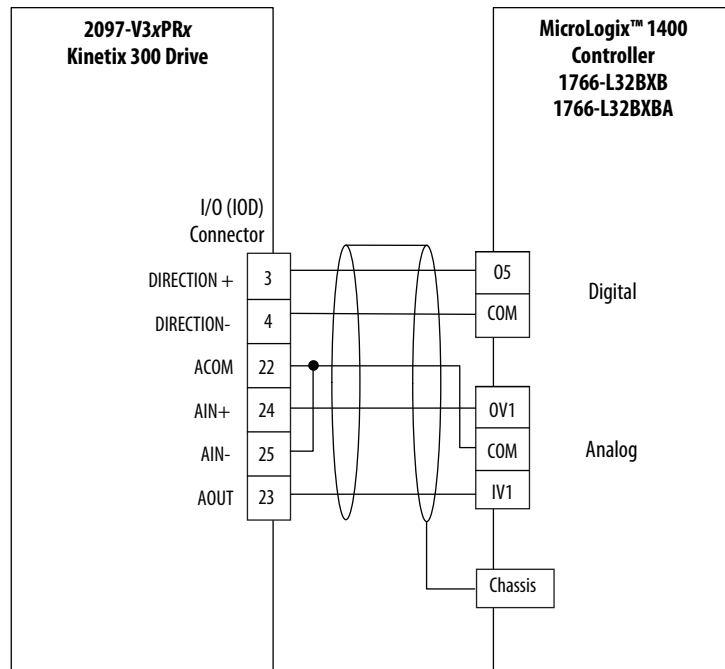 2097-V3xPRx
Kinetix 300 Drive
MicroLogix™ 1400
Controller
1766-L32BXB
1766-L32BXBA
I/O (IOD)
Connector
DIRECTION + 3 O5
DIRECTION- 4 COM
Digital
ACOM 22
AIN+ 24 OV1
AIN- 25 COM
Analog
AOUT 23 IV1
Chassis